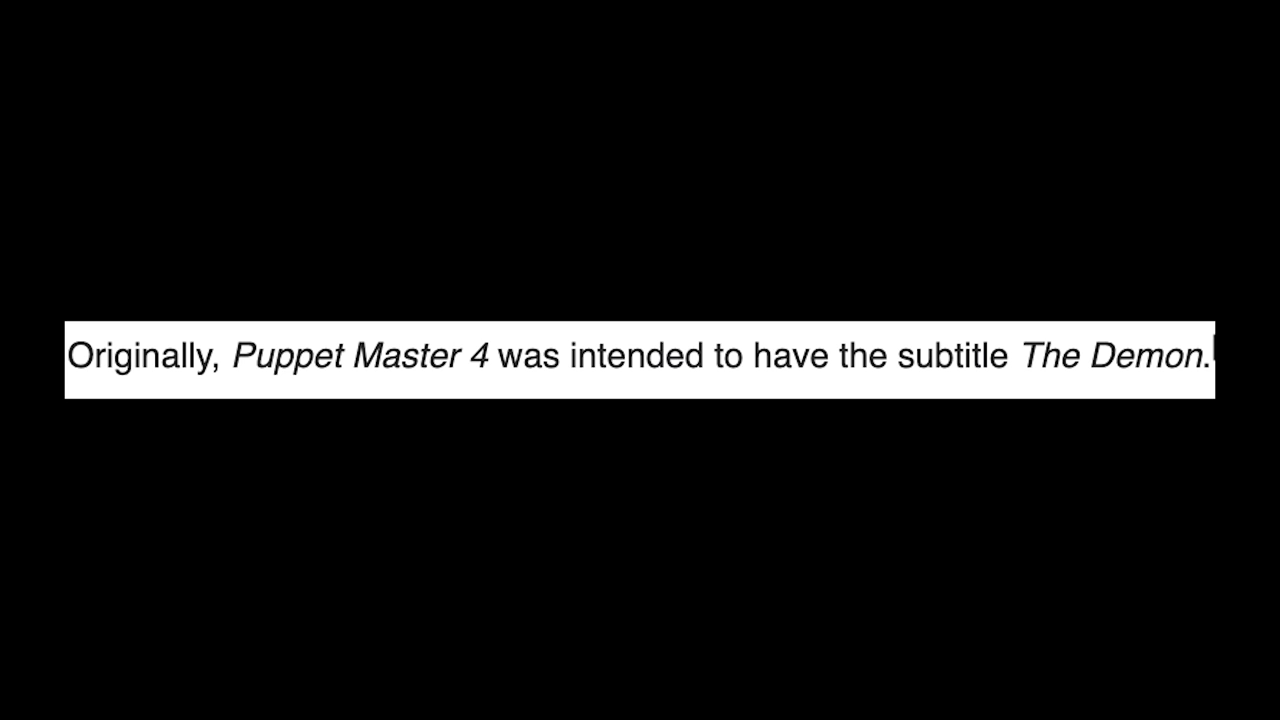 Originally, Puppet Master 4 was intended to have the subtitle The Demon.